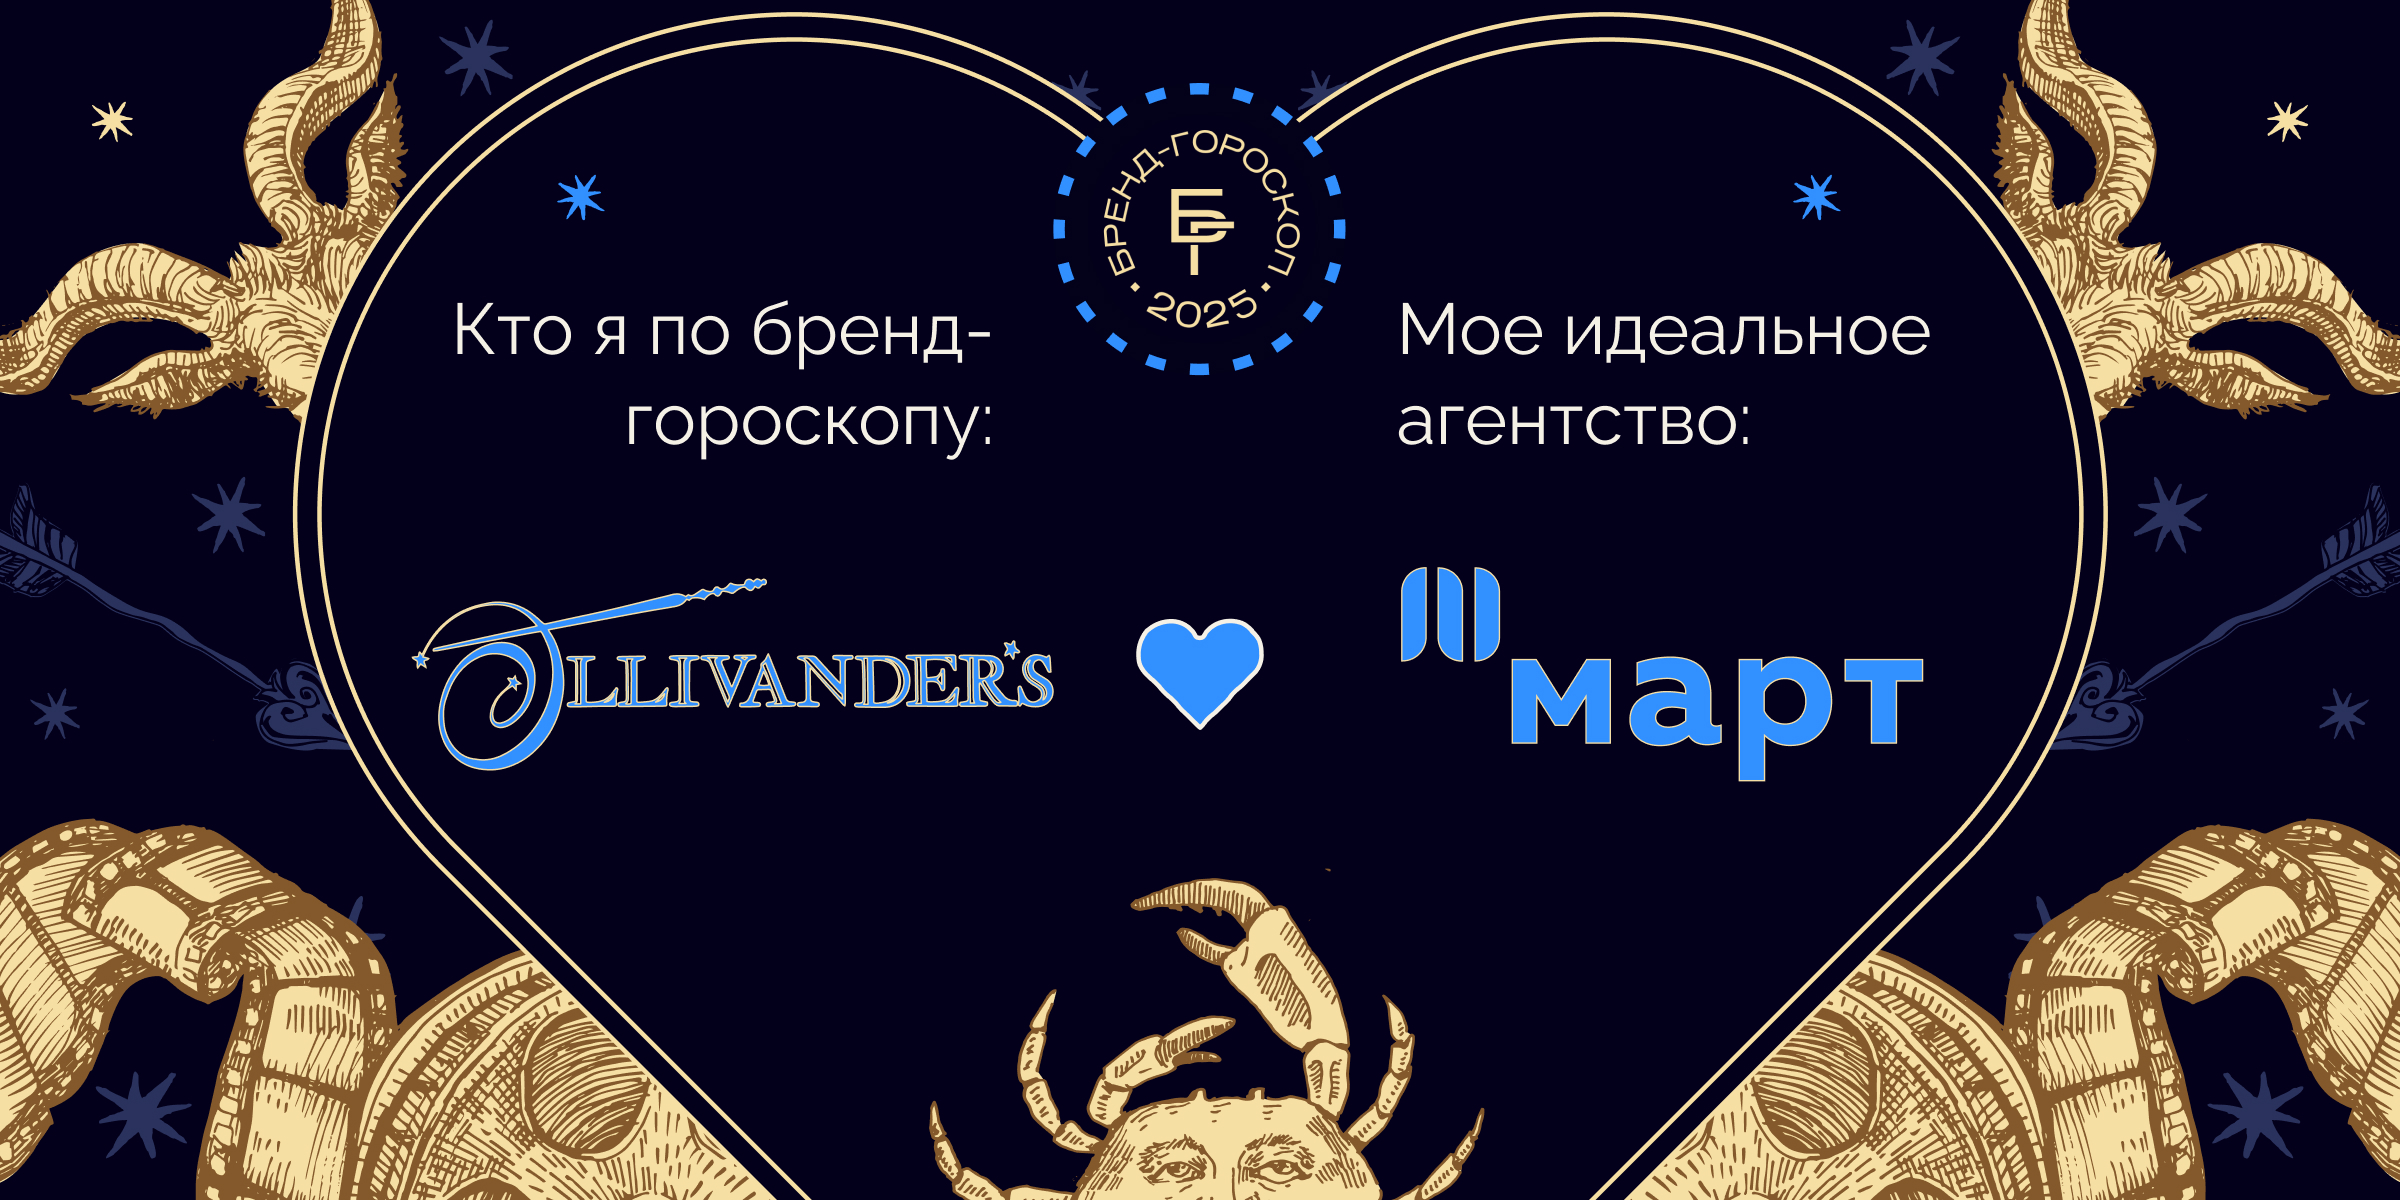 БРЕНД-ГОРОСКОП
БГ
• 2025 •
Кто я по бренд-
гороскопу:
Мое идеальное
агентство:
OLLIVANDER'S
март